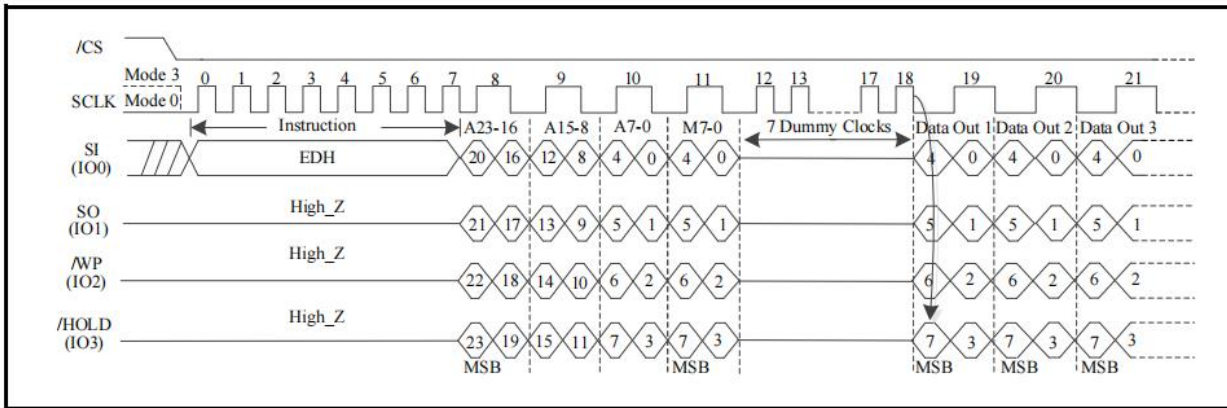 /CS
Mode 3 0 1 2 3 4 5 6 7 8 9 10 11 12 13 17 18 19 20 21
SCLK Mode 0
Instruction A23-16 A15-8 A7-0 M7-0 7 Dummy Clocks Data Out 1 Data Out 2 Data Out 3
SI
(IO0)
EDH 20 16 12 8 4 0 4 0 4 0 4 0 4 0
High_Z
SO
(IO1)
21 17 13 9 5 1 5 1 5 1 5 1 5 1
High_Z
/WP
(IO2)
22 18 14 10 6 2 6 2 6 2 6 2 6 2
High_Z
/HOLD
(IO3)
23 19 15 11 7 3 7 3 7 3 7 3 7 3
MSB MSB MSB MSB MSB